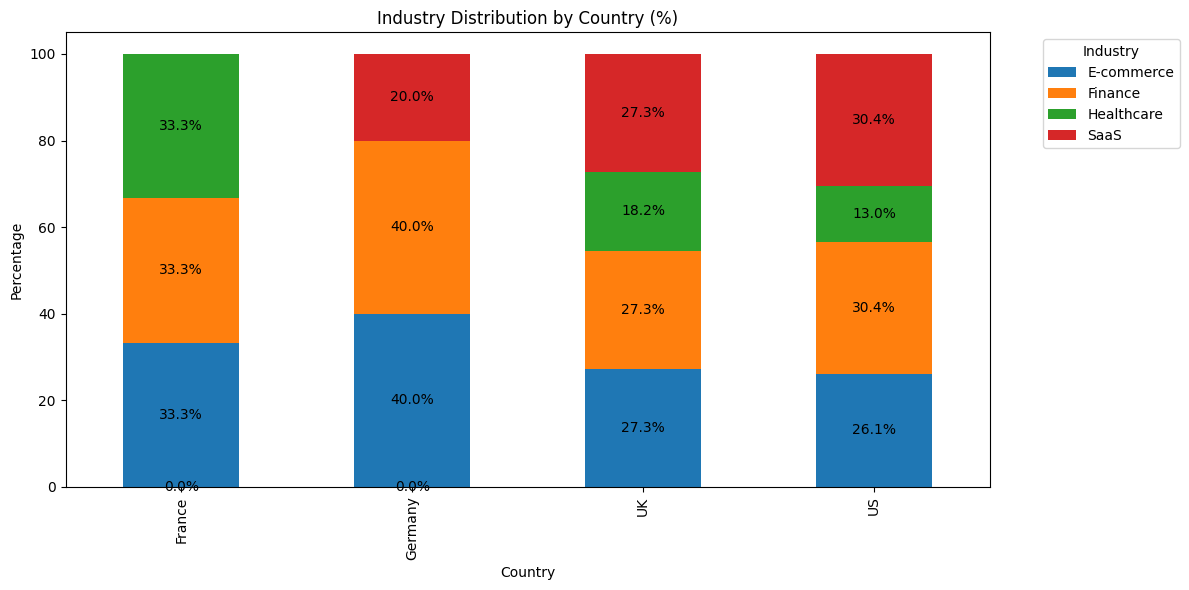 Industry Distribution by Country (%)
Industry
E-commerce
Finance
Healthcare
SaaS
Percentage
100
80
60
40
20
0
33.3%
33.3%
33.3%
0.0%
20.0%
40.0%
40.0%
0.0%
27.3%
18.2%
27.3%
27.3%
30.4%
13.0%
30.4%
26.1%
France
Germany
UK
US
Country